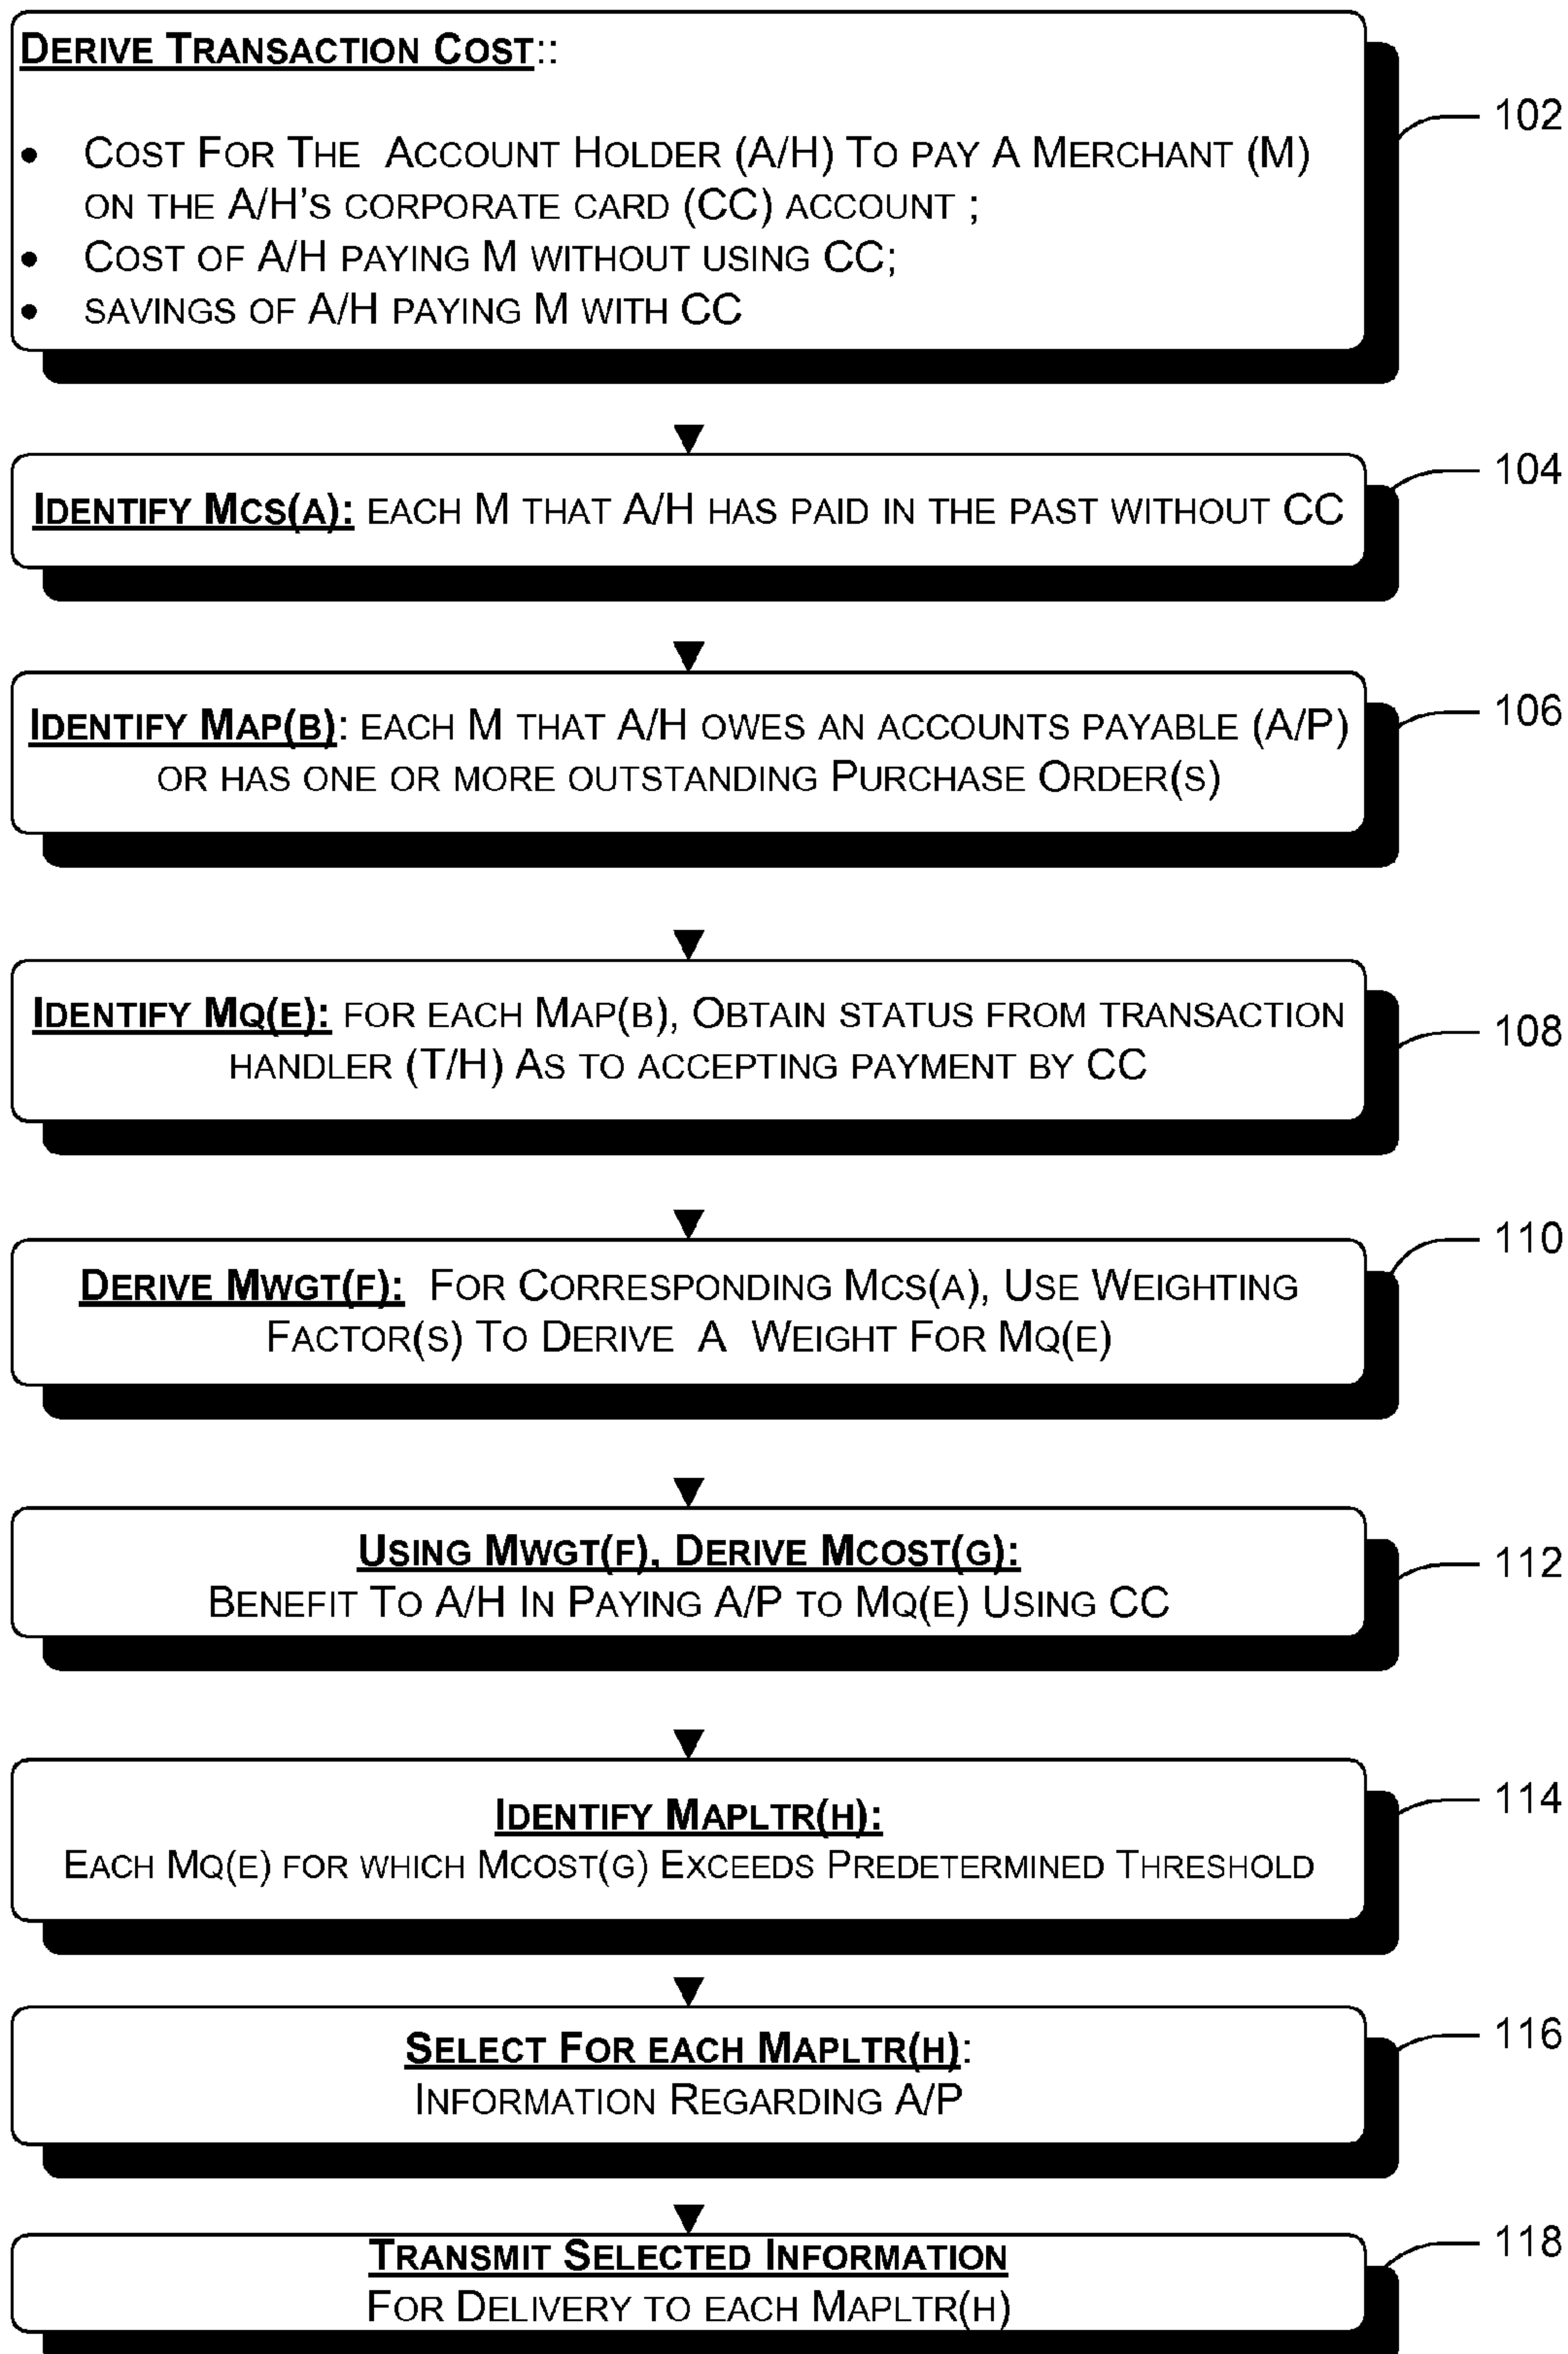 DERIVE TRANSACTION COST::
102
• COST FOR THE ACCOUNT HOLDER (A/H) TO PAY A MERCHANT (M)
ON THE A/H'S CORPORATE CARD (CC) ACCOUNT ;
• COST OF A/H PAYING M WITHOUT USING CC;
• SAVINGS OF A/H PAYING M WITH CC
104
IDENTIFY MCS(A): EACH M THAT A/H HAS PAID IN THE PAST WITHOUT CC
106
IDENTIFY MAP(B): EACH M THAT A/H OWES AN ACCOUNTS PAYABLE (A/P)
OR HAS ONE OR MORE OUTSTANDING PURCHASE ORDER(S)
IDENTIFY MQ(E): FOR EACH MAP(B), OBTAIN STATUS FROM TRANSACTION
108
HANDLER (T/H) AS TO ACCEPTING PAYMENT BY CC
110
DERIVE MWGT(F): FOR CORRESPONDING MCS(A), USE WEIGHTING
FACTOR(S) TO DERIVE A WEIGHT FOR MQ(E)
USING MWGT(F), DERIVE MCOST(G):
112
BENEFIT TO A/H IN PAYING A/P TO MQ(E) USING CC
114
IDENTIFY MAPLTR(H):
EACH MQ(E) FOR WHICH MCOST(G) EXCEEDS PREDETERMINED THRESHOLD
116
SELECT FOR EACH MAPLTR(H):
INFORMATION REGARDING A/P
118
TRANSMIT SELECTED INFORMATION
FOR DELIVERY TO EACH MAPLTR(H)